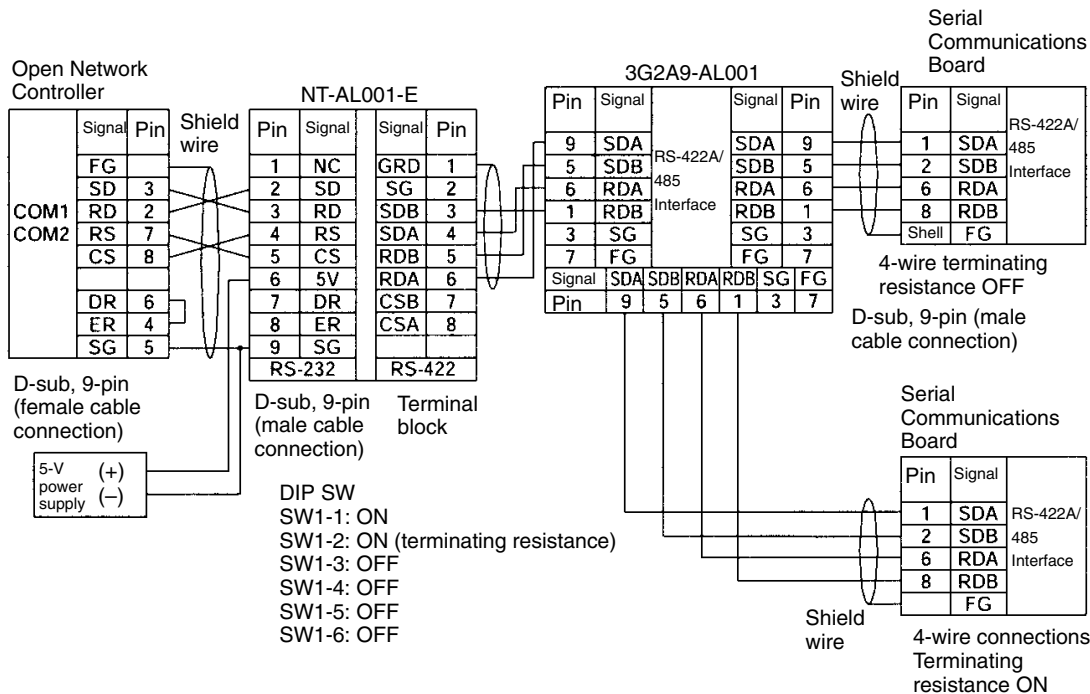 Open Network
Controller
Signal Pin
COM1
COM2
FG
SD 3
RD 2
RS 7
CS 8
DR 6
ER 4
SG 5
D-sub, 9-pin
(female cable
connection)
Shield
wire
5-V
power
supply
(+)
(–)
NT-AL001-E
Pin Signal Signal Pin
1 NC GRD 1
2 SD SG 2
3 RD SDB 3
4 RS SDA 4
5 CS RDB 5
6 5V RDA 6
7 DR CSB 7
8 ER CSA 8
9 SG
RS-232 RS-422
D-sub, 9-pin
(male cable
connection)
Terminal
block
DIP SW
SW1-1: ON
SW1-2: ON (terminating resistance)
SW1-3: OFF
SW1-4: OFF
SW1-5: OFF
SW1-6: OFF
3G2A9-AL001
Pin Signal Signal Pin
9 SDA SDA 9
5 SDB SDB 5
6 RDA RDA 6
1 RDB RDB 1
3 SG SG 3
7 FG FG 7
RS-422A/
485
Interface
Signal SDA SDB RDA RDB SG FG
Pin 9 5 6 1 3 7
Shield
wire
Serial
Communications
Board
Pin Signal
1 SDA
2 SDB
6 RDA
8 RDB
Shell FG
RS-422A/
485
Interface
4-wire terminating
resistance OFF
D-sub, 9-pin (male
cable connection)
Serial
Communications
Board
Pin Signal
1 SDA
2 SDB
6 RDA
8 RDB
FG
RS-422A/
485
Interface
Shield
wire
4-wire connections
Terminating
resistance ON